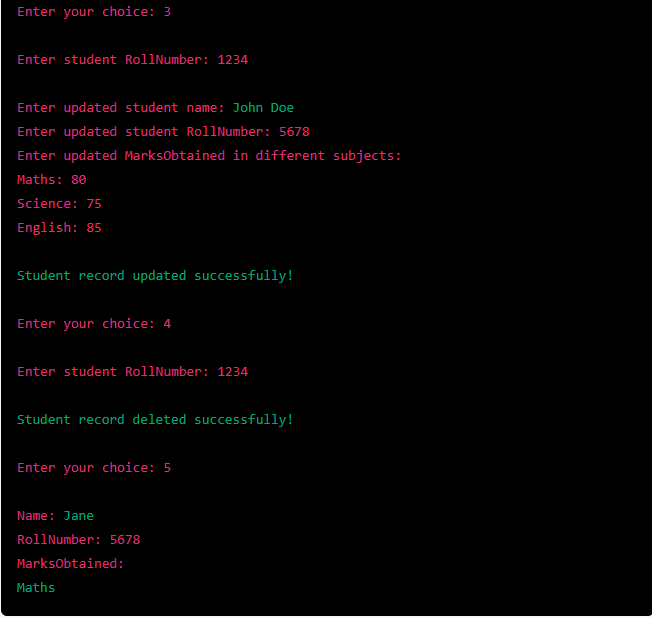 Enter your choice: 3
Enter student RollNumber: 1234
Enter updated student name: John Doe
Enter updated student RollNumber: 5678
Enter updated MarksObtained in different subjects:
Maths: 80
Science: 75
English: 85
Student record updated successfully!
Enter your choice: 4
Enter student RollNumber: 1234
Student record deleted successfully!
Enter your choice: 5
Name: Jane
RollNumber: 5678
MarksObtained:
Maths